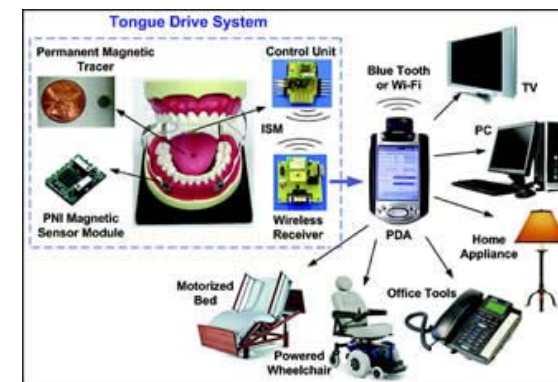 Tongue Drive System
Permanent Magnetic
Tracer
Control Unit
ISM
PNI Magnetic
Sensor Module
Wireless
Receiver
Blue Tooth
or Wi-Fi
PDA
TV
PC
Home
Appliance
Office Tools
Motorized
Bed
Powered
Wheelchair